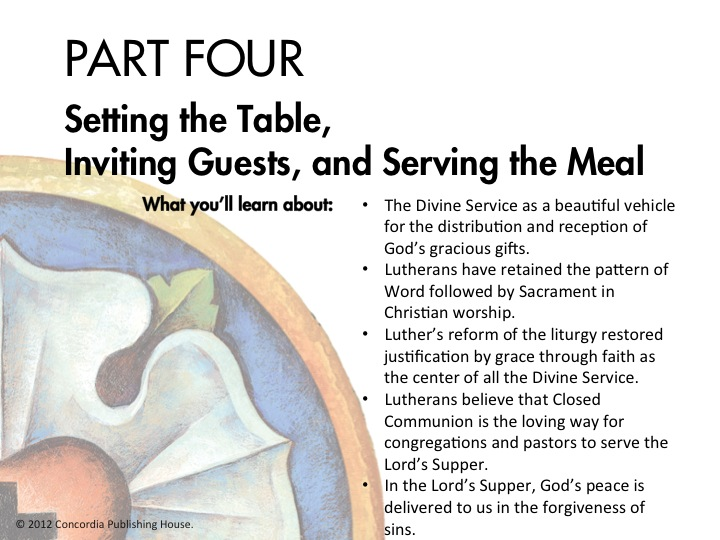 PART FOUR
Setting the Table,
Inviting Guests, and Serving the Meal
What you'll learn about:
• The Divine Service as a beautiful vehicle
for the distribution and reception of
God's gracious gifts.
• Lutherans have retained the pattern of
Word followed by Sacrament in
Christian worship.
• Luther's reform of the liturgy restored
justification by grace through faith as
the center of all the Divine Service.
• Lutherans believe that Closed
Communion is the loving way for
congregations and pastors to serve the
Lord's Supper.
• In the Lord's Supper, God's peace is
delivered to us in the forgiveness of
sins.
© 2012 Concordia Publishing House.